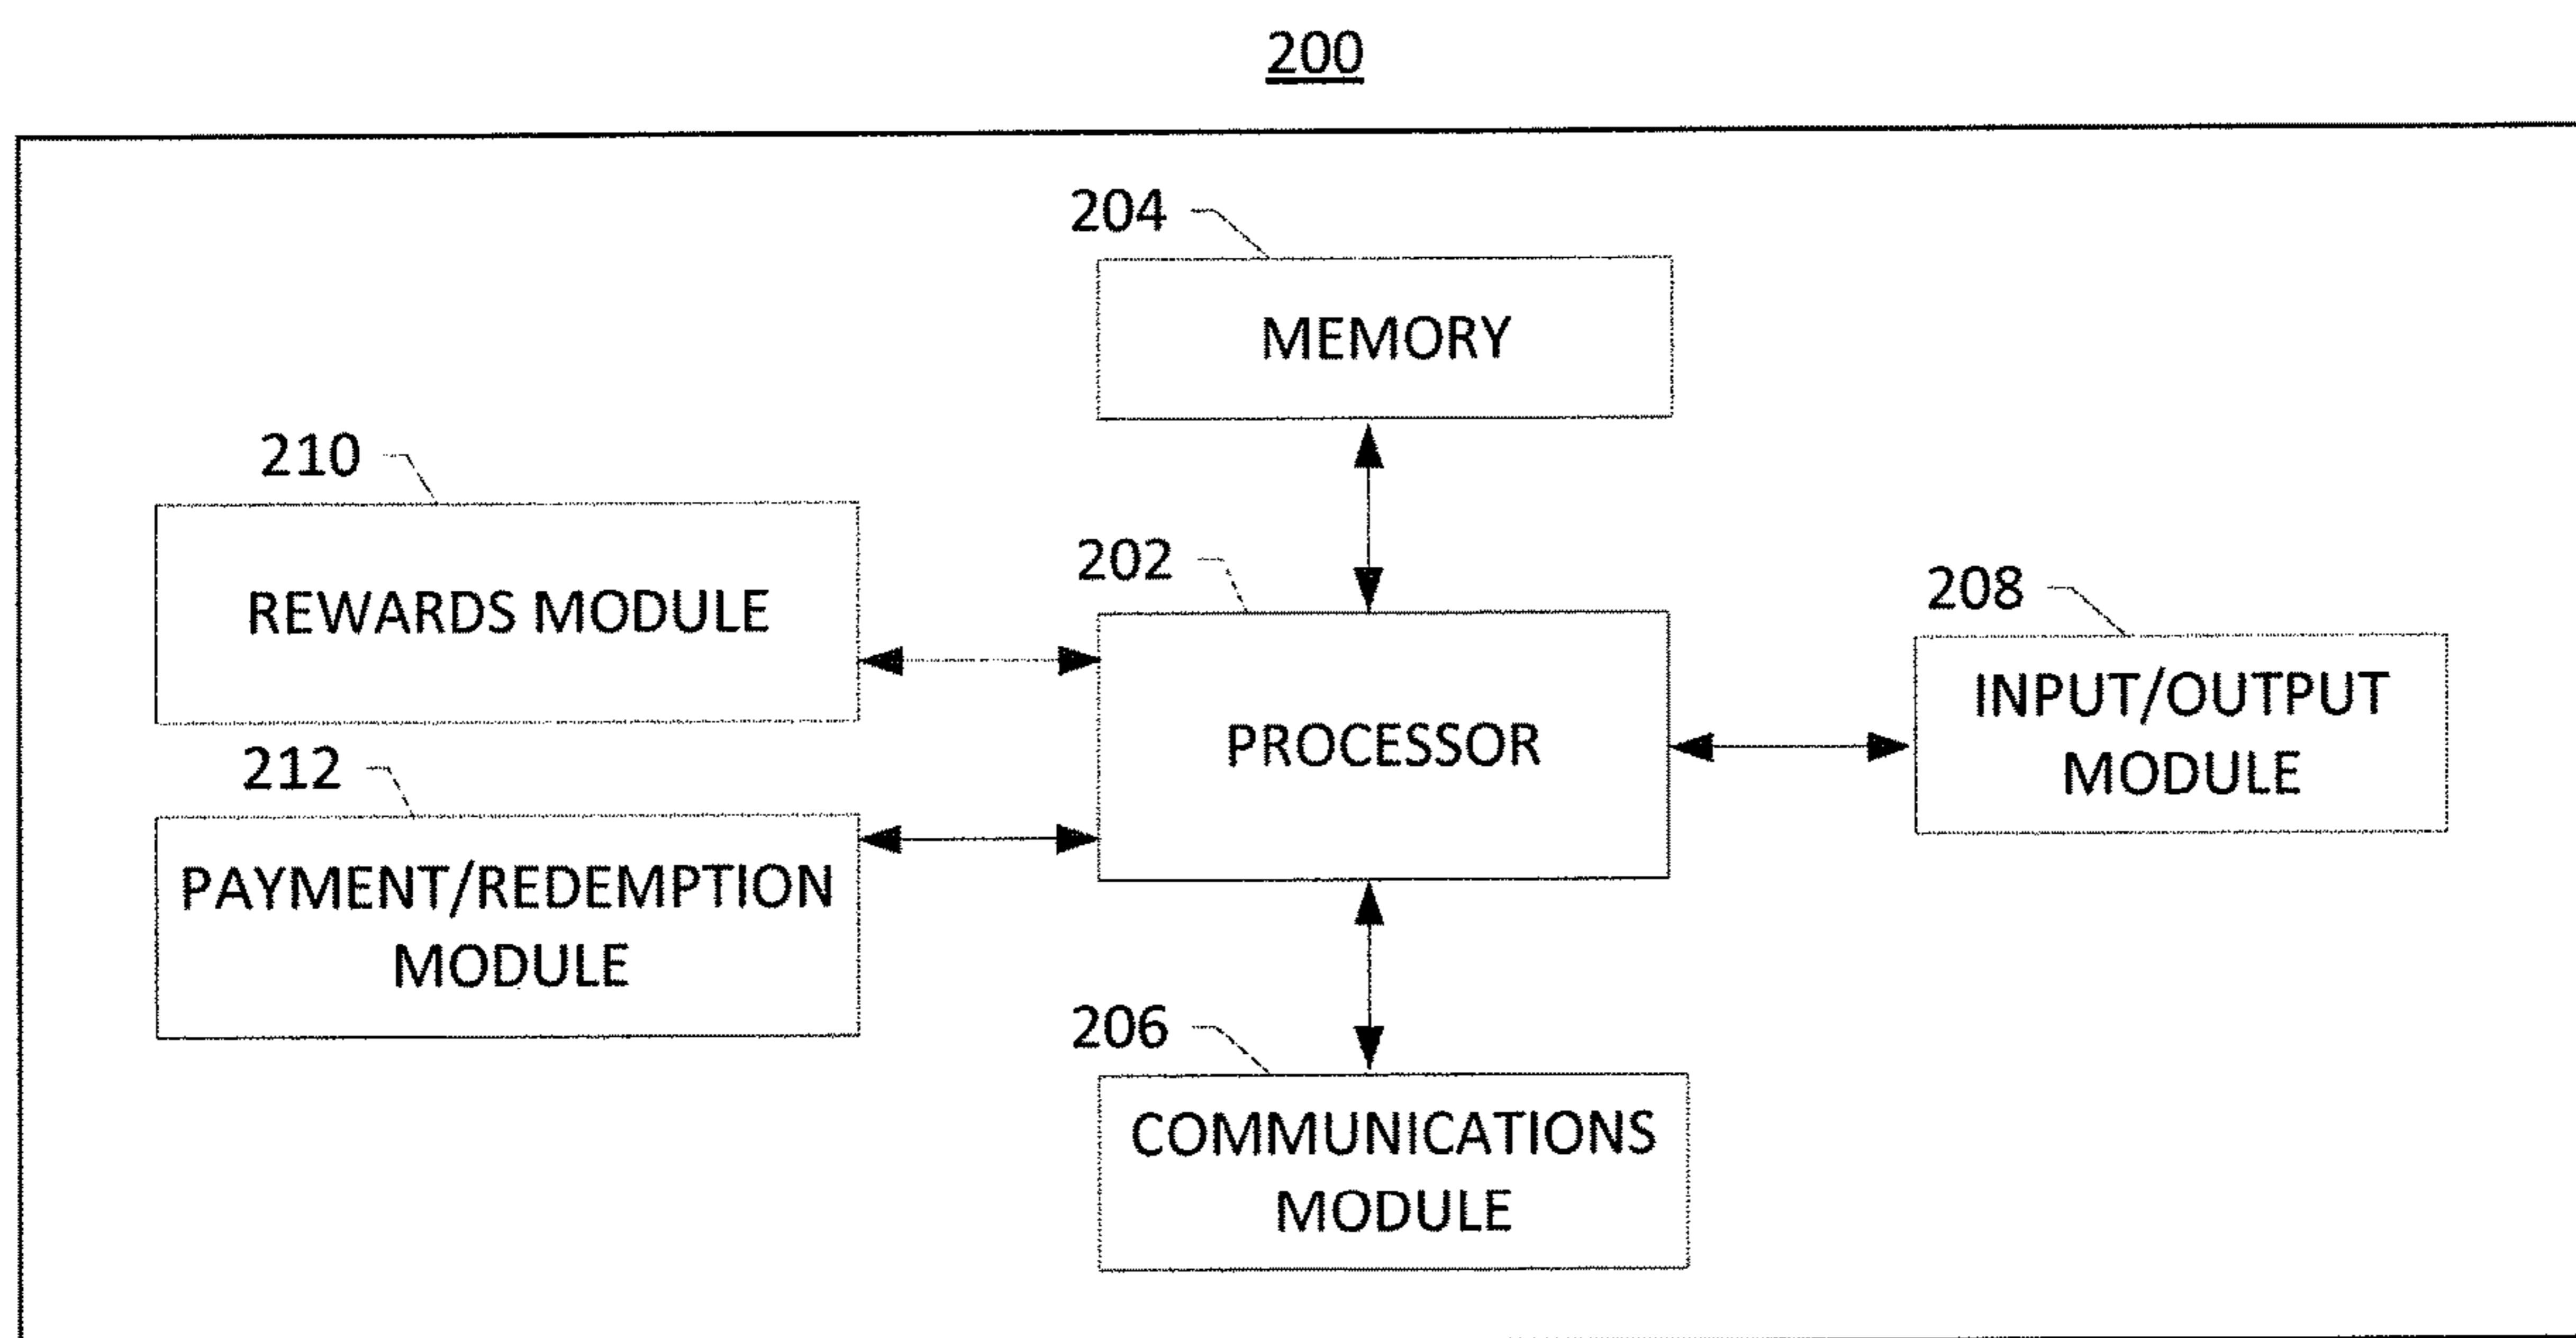 200
204
MEMORY
210
REWARDS MODULE
202
PROCESSOR
208
INPUT/OUTPUT
MODULE
212
PAYMENT/REDEMPTION
MODULE
206
COMMUNICATIONS
MODULE